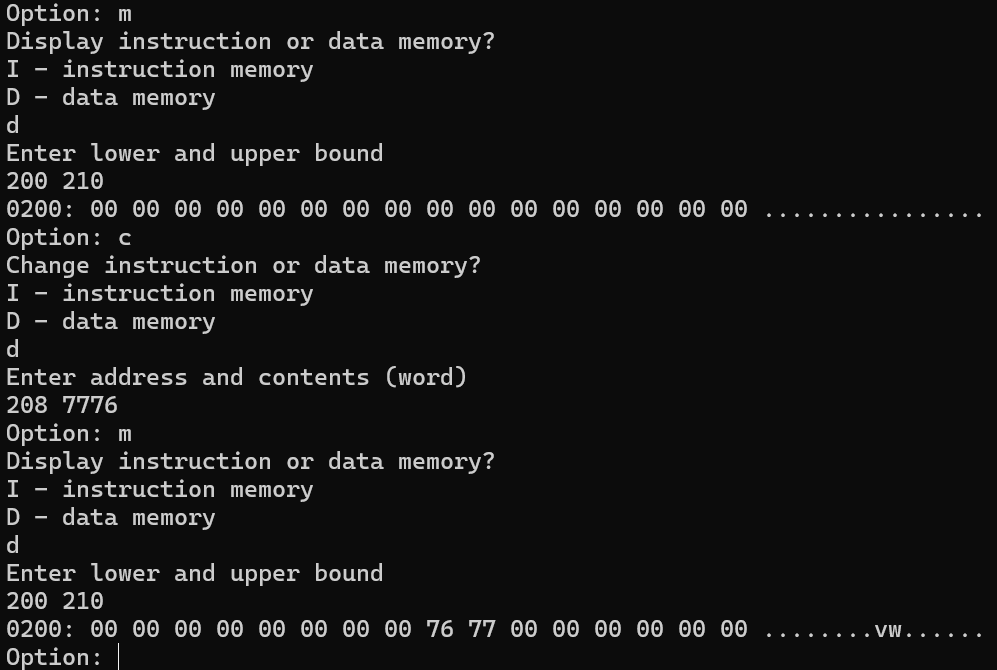 Option: m
Display instruction or data memory?
I - instruction memory
D - data memory
d
Enter lower and upper bound
200 210
0200: 00 00 00 00 00 00 00 00 00 00 00 00 00 00 00 00 ................
Option: c
Change instruction or data memory?
I - instruction memory
D - data memory
d
Enter address and contents (word)
208 7776
Option: m
Display instruction or data memory?
I - instruction memory
D - data memory
d
Enter lower and upper bound
200 210
0200: 00 00 00 00 00 00 00 00 76 77 00 00 00 00 00 00 ........vw......
Option: